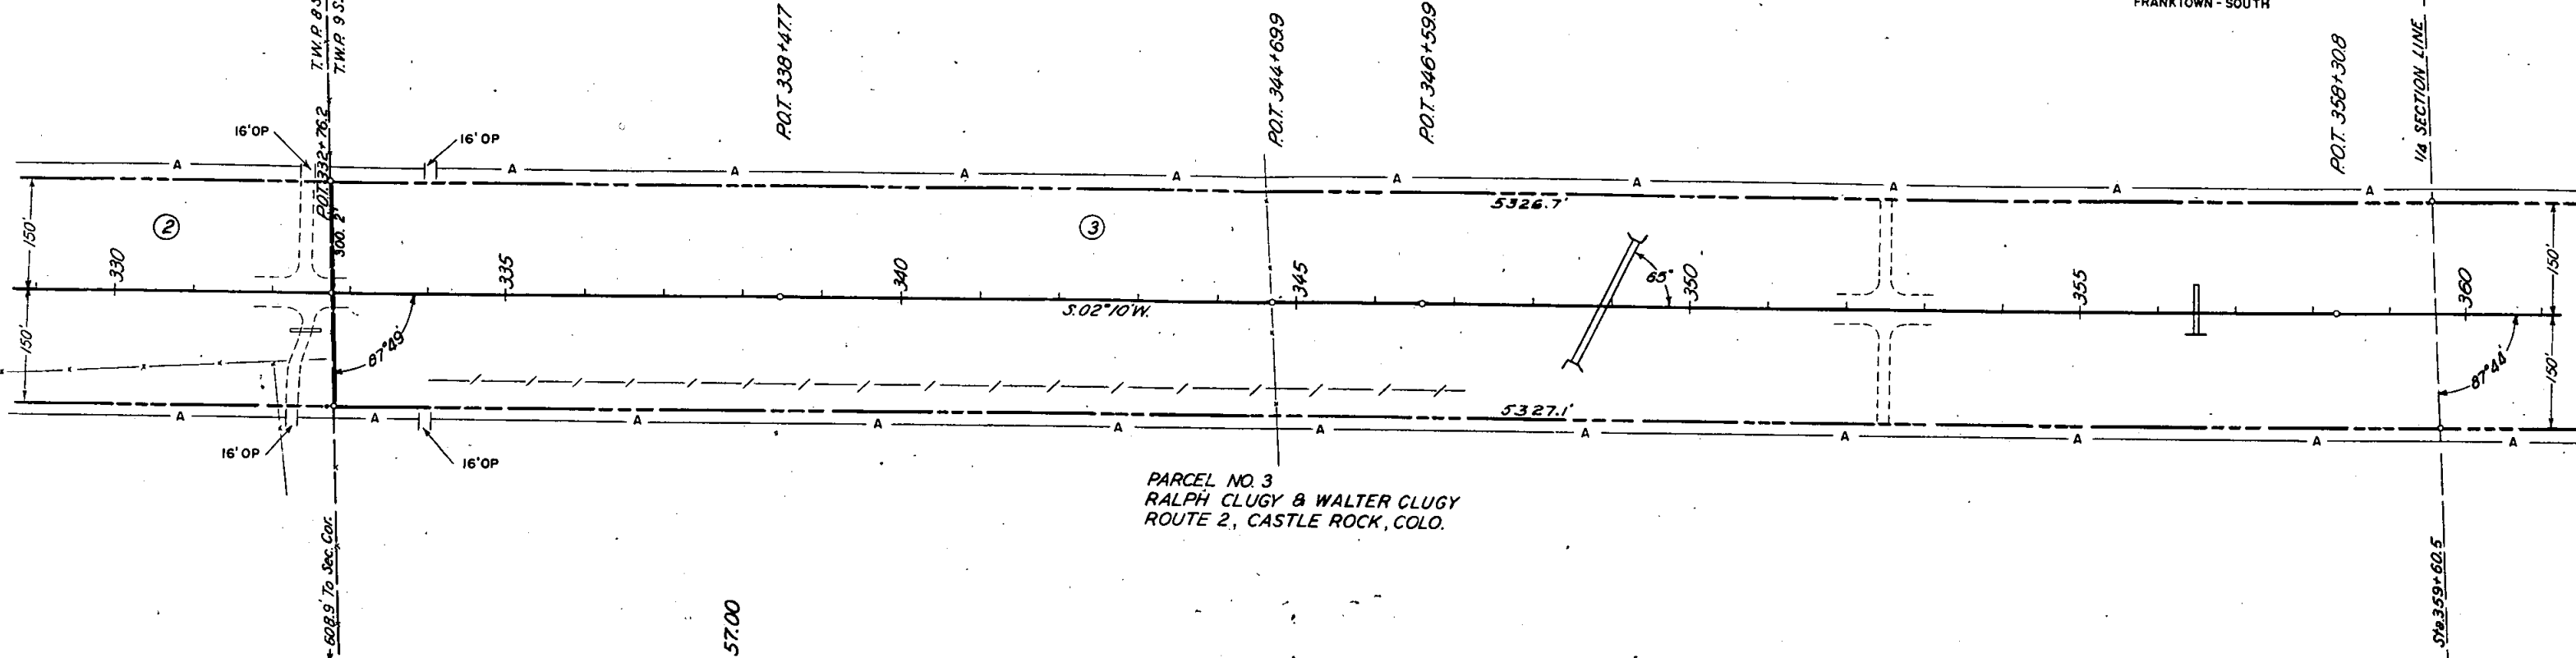 FRANKTOWN - SOUTH
T.W.P. 8 S.
T.W.P. 9 S.
P.O.T. 338+47.7
P.O.T. 344+69.9
P.O.T. 346+59.9
P.O.T. 358+30.8
1/4 SECTION LINE
16' OP
P.O.T. 332+76.2
16' OP
A A A A A A A A A A
5326.7'
150'
2
300.2'
3
65°
150'
330
335
340
345
350
355
360
S.02°10'W.
150'
87°49'
87°44'
150'
5327.1'
A A A A A A A A A A A
16' OP
16' OP
PARCEL NO. 3
RALPH CLUGY & WALTER CLUGY
ROUTE 2, CASTLE ROCK, COLO.
608.9' To Sec. Cor.
57.00
Sta. 359+60.5